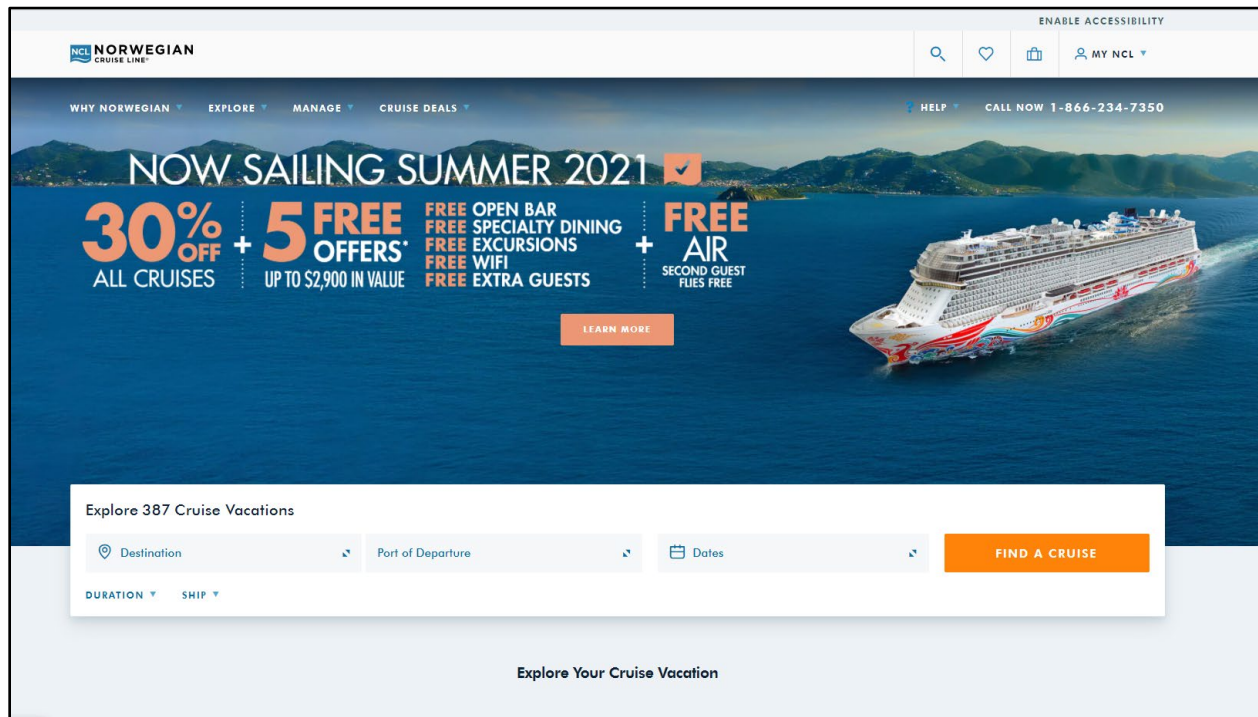 ENABLE ACCESSIBILITY
NCL NORWEGIAN
CRUISE LINE®
MY NCL
WHY NORWEGIAN EXPLORE MANAGE CRUISE DEALS
? HELP CALL NOW 1-866-234-7350
NOW SAILING SUMMER 2021
30% OFF
ALL CRUISES
+
5 FREE
OFFERS*
UP TO $2,900 IN VALUE
FREE OPEN BAR
FREE SPECIALTY DINING
FREE EXCURSIONS
FREE WIFI
FREE EXTRA GUESTS
+
FREE
AIR
SECOND GUEST
FLIES FREE
LEARN MORE
Explore 387 Cruise Vacations
Destination
Port of Departure
Dates
FIND A CRUISE
DURATION SHIP
Explore Your Cruise Vacation